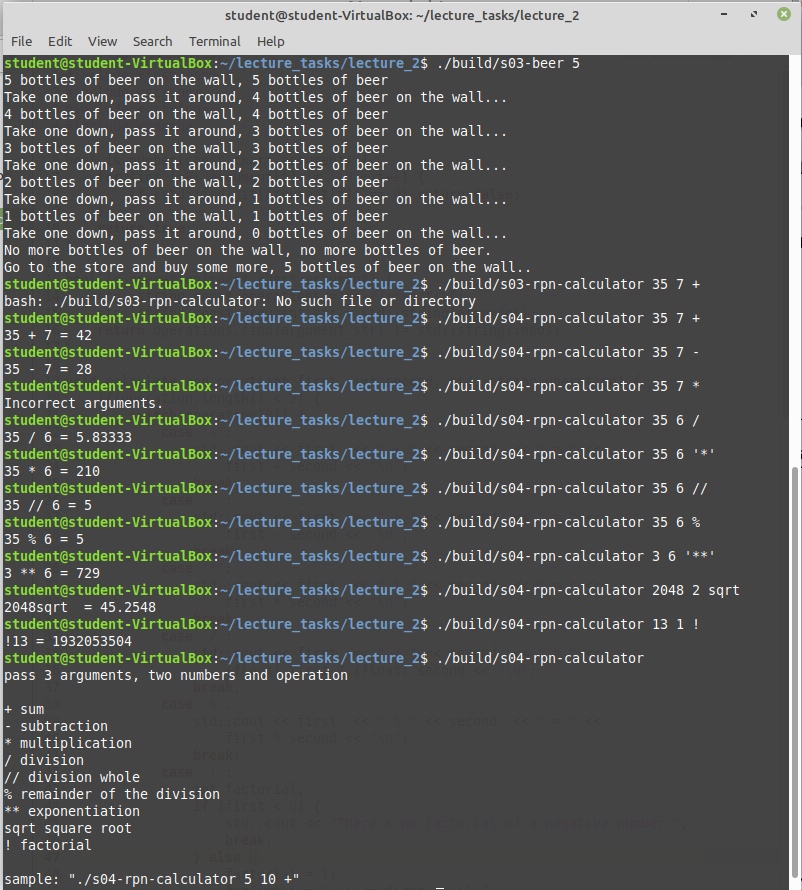 student@student-VirtualBox: ~/lecture_tasks/lecture_2
File Edit View Search Terminal Help
student@student-VirtualBox:~/lecture_tasks/lecture_2$ ./build/s03-beer 5
5 bottles of beer on the wall, 5 bottles of beer
Take one down, pass it around, 4 bottles of beer on the wall...
4 bottles of beer on the wall, 4 bottles of beer
Take one down, pass it around, 3 bottles of beer on the wall...
3 bottles of beer on the wall, 3 bottles of beer
Take one down, pass it around, 2 bottles of beer on the wall...
2 bottles of beer on the wall, 2 bottles of beer
Take one down, pass it around, 1 bottles of beer on the wall...
1 bottles of beer on the wall, 1 bottles of beer
Take one down, pass it around, 0 bottles of beer on the wall...
No more bottles of beer on the wall, no more bottles of beer.
Go to the store and buy some more, 5 bottles of beer on the wall..
student@student-VirtualBox:~/lecture_tasks/lecture_2$ ./build/s03-rpn-calculator 35 7 +
bash: ./build/s03-rpn-calculator: No such file or directory
student@student-VirtualBox:~/lecture_tasks/lecture_2$ ./build/s04-rpn-calculator 35 7 +
35 + 7 = 42
student@student-VirtualBox:~/lecture_tasks/lecture_2$ ./build/s04-rpn-calculator 35 7 -
35 - 7 = 28
student@student-VirtualBox:~/lecture_tasks/lecture_2$ ./build/s04-rpn-calculator 35 7 *
Incorrect arguments.
student@student-VirtualBox:~/lecture_tasks/lecture_2$ ./build/s04-rpn-calculator 35 6 /
35 / 6 = 5.83333
student@student-VirtualBox:~/lecture_tasks/lecture_2$ ./build/s04-rpn-calculator 35 6 '*'
35 * 6 = 210
student@student-VirtualBox:~/lecture_tasks/lecture_2$ ./build/s04-rpn-calculator 35 6 //
35 // 6 = 5
student@student-VirtualBox:~/lecture_tasks/lecture_2$ ./build/s04-rpn-calculator 35 6 %
35 % 6 = 5
student@student-VirtualBox:~/lecture_tasks/lecture_2$ ./build/s04-rpn-calculator 3 6 '**'
3 ** 6 = 729
student@student-VirtualBox:~/lecture_tasks/lecture_2$ ./build/s04-rpn-calculator 2048 2 sqrt
2048sqrt  = 45.2548
student@student-VirtualBox:~/lecture_tasks/lecture_2$ ./build/s04-rpn-calculator 13 1 !
!13 = 1932053504
student@student-VirtualBox:~/lecture_tasks/lecture_2$ ./build/s04-rpn-calculator
pass 3 arguments, two numbers and operation
+ sum
- subtraction
* multiplication
/ division
// division whole
% remainder of the division
** exponentiation
sqrt square root
! factorial
sample: "./s04-rpn-calculator 5 10 +"